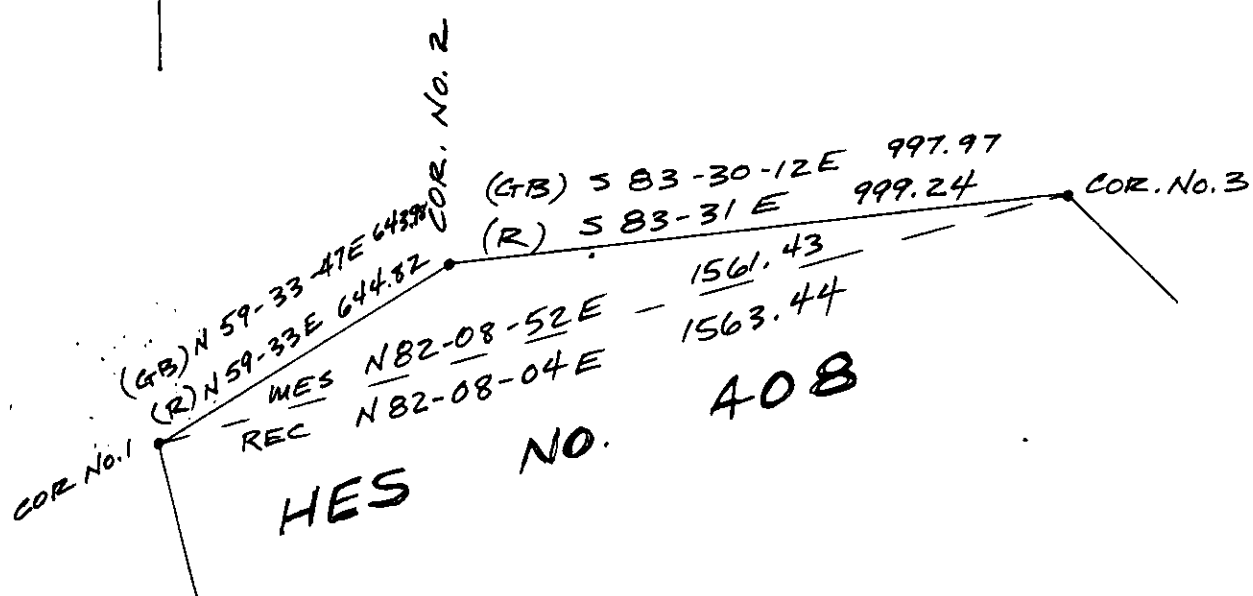 COR. No. 2
(GB) S 83-30-12E 997.97
(R) S 83-31 E 999.24
COR. No. 3
(GB) N 59-33-47E 643.98
(R) N 59-33E 644.82
MES N82-08-52E - 1561.43
REC N82-08-04E 1563.44
COR No. 1
HES NO. 408